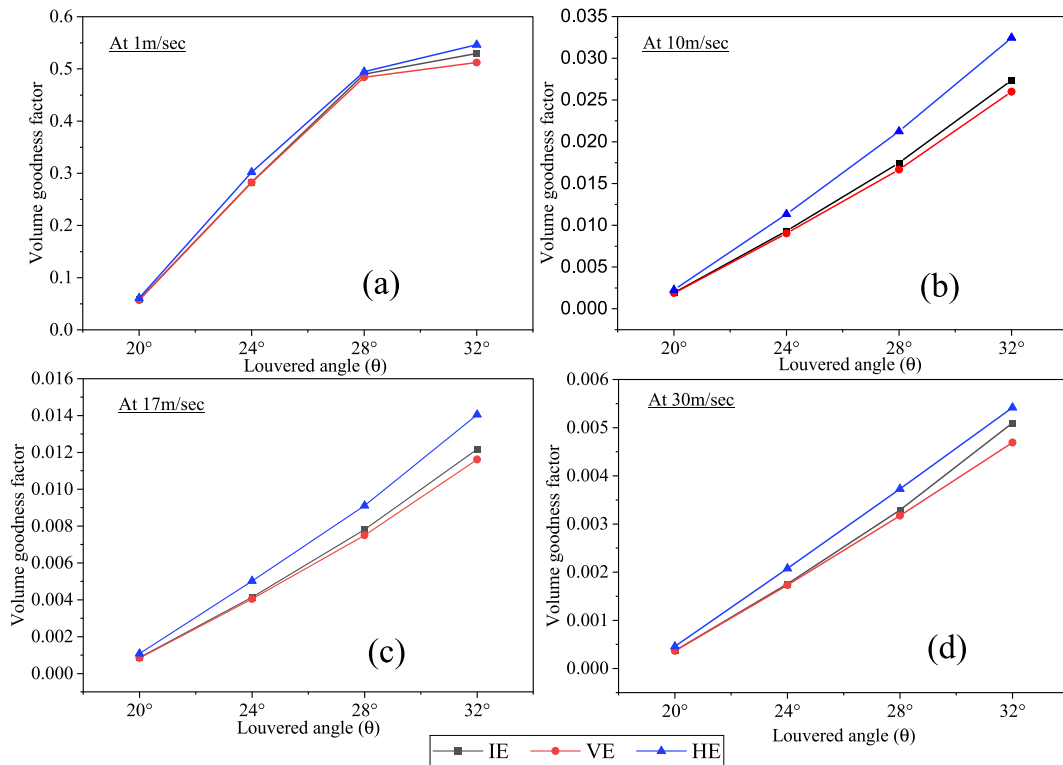 At 1m/sec
Volume goodness factor
0.6
0.5
0.4
0.3
0.2
0.1
0.0
20° 24° 28° 32°
Louvered angle (θ)
(a)
At 10m/sec
Volume goodness factor
0.035
0.030
0.025
0.020
0.015
0.010
0.005
0.000
20° 24° 28° 32°
Louvered angle (θ)
(b)
At 17m/sec
Volume goodness factor
0.016
0.014
0.012
0.010
0.008
0.006
0.004
0.002
0.000
20° 24° 28° 32°
Louvered angle (θ)
(c)
At 30m/sec
Volume goodness factor
0.006
0.005
0.004
0.003
0.002
0.001
0.000
20° 24° 28° 32°
Louvered angle (θ)
(d)
IE VE HE